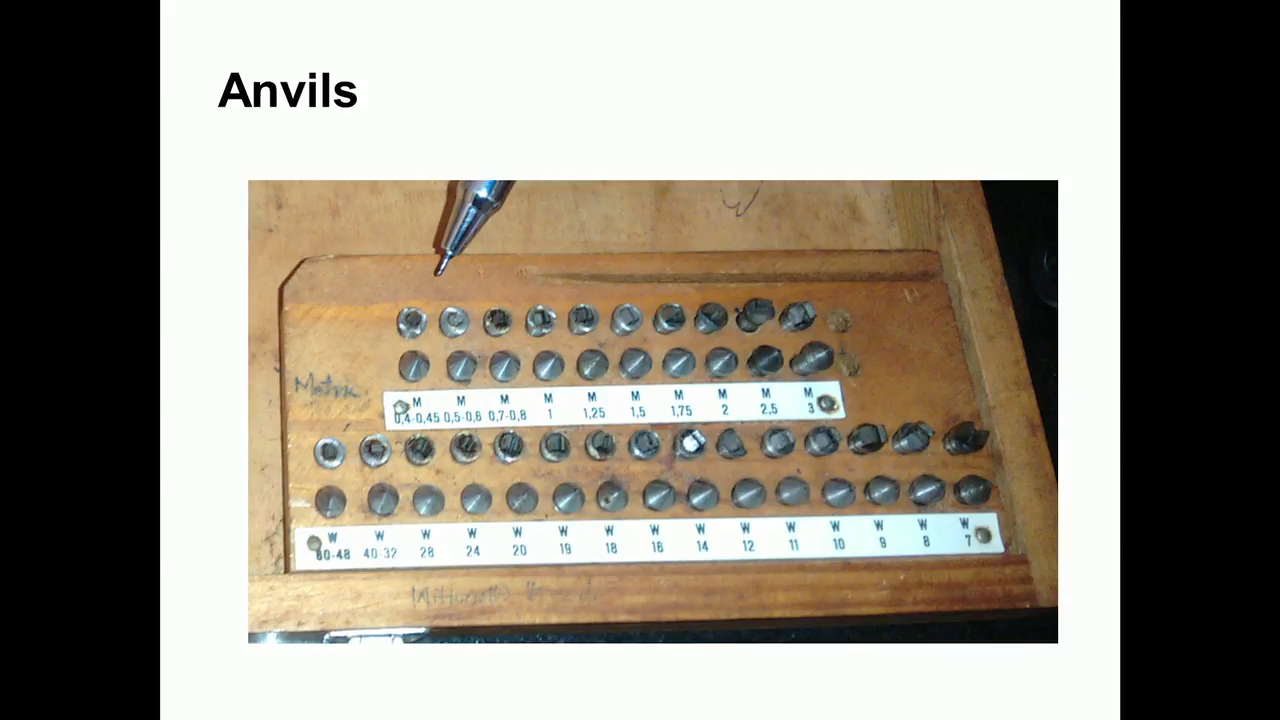 Anvils
Metric
M M M M M M M M M M
0,4-0,45 0,5-0,6 0,7-0,8 1 1,25 1,5 1,75 2 2,5 3
W W W W W W W W W W W W W W W
60-48 40-32 28 24 20 19 18 16 14 12 11 10 9 8 7